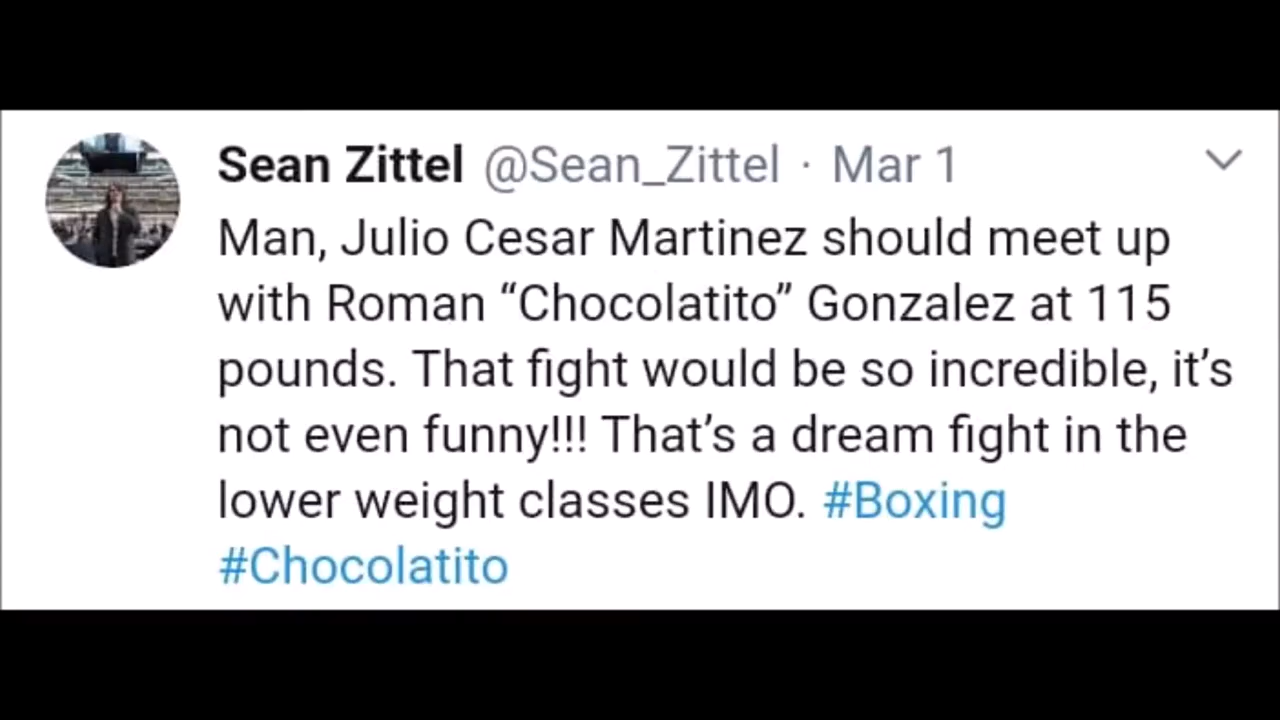 Sean Zittel @Sean_Zittel · Mar 1
Man, Julio Cesar Martinez should meet up
with Roman “Chocolatito” Gonzalez at 115
pounds. That fight would be so incredible, it’s
not even funny!!! That’s a dream fight in the
lower weight classes IMO. #Boxing
#Chocolatito